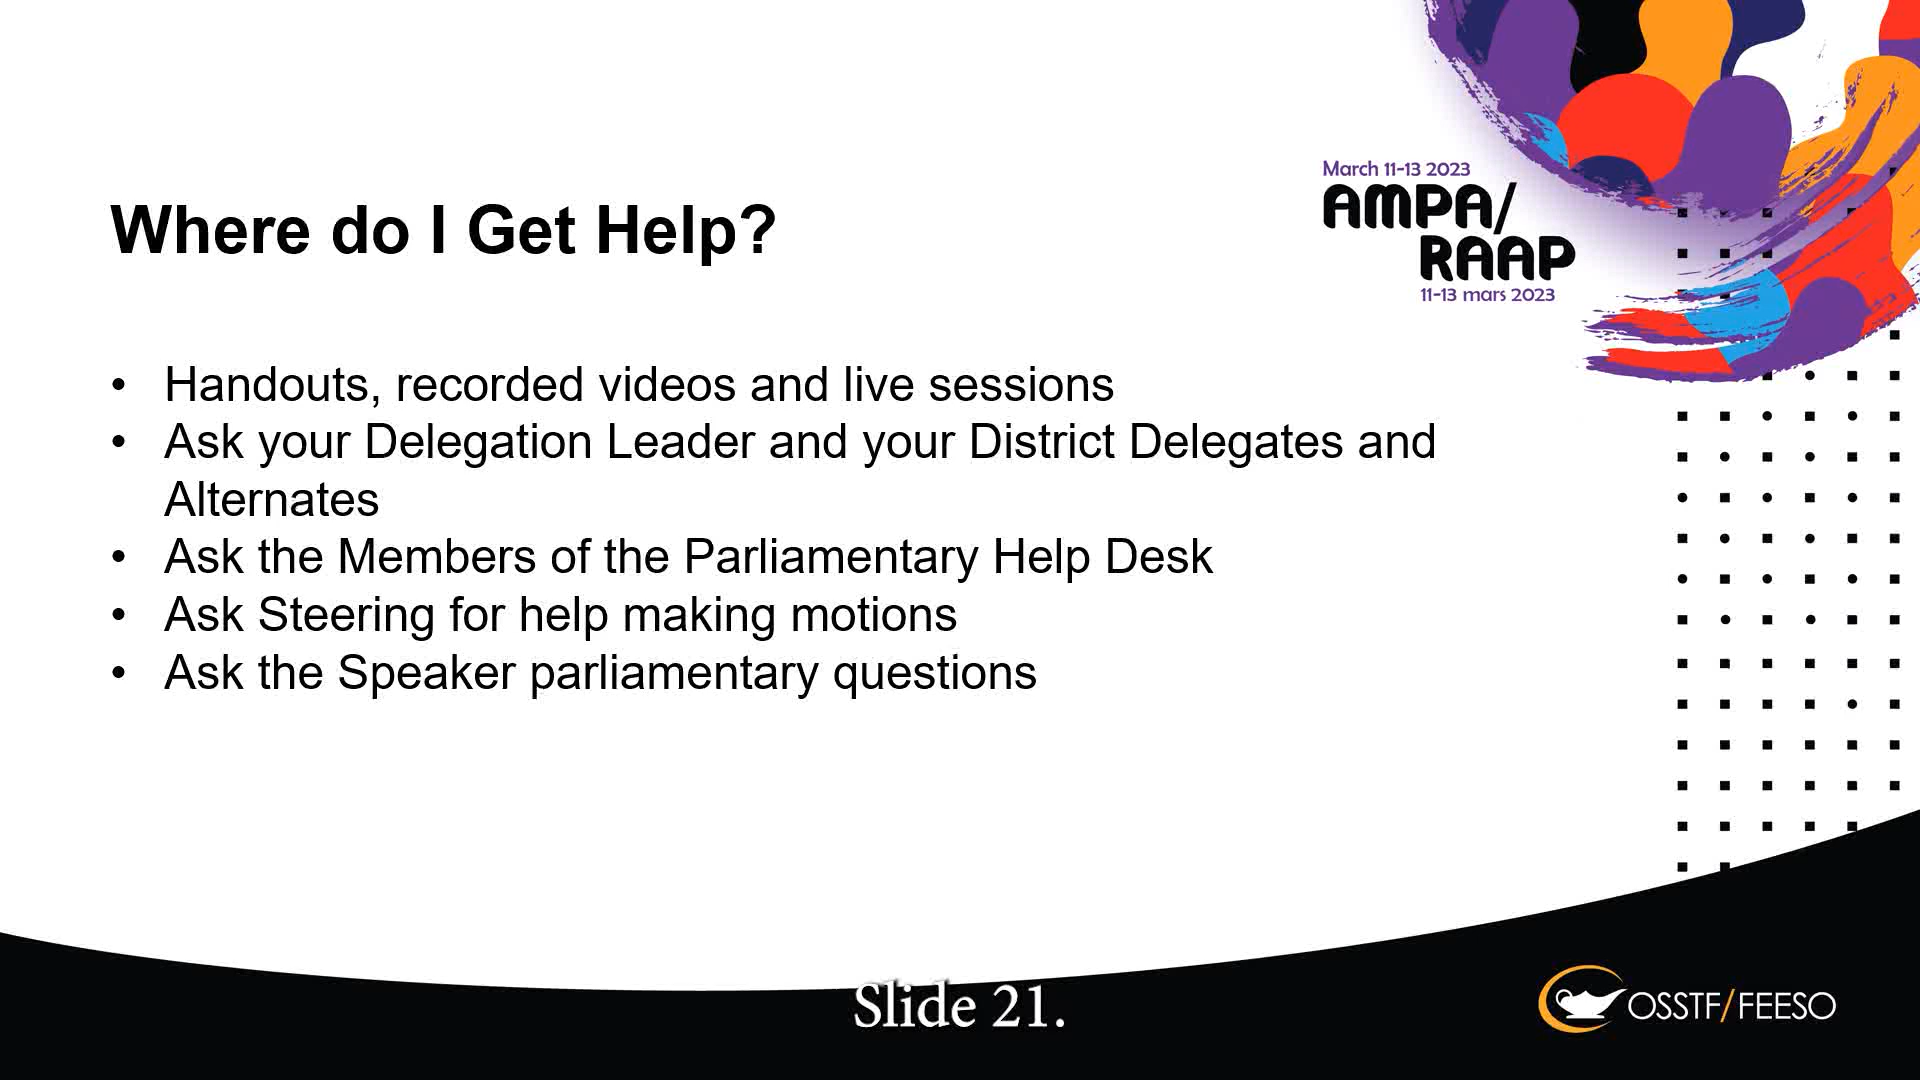 March 11-13 2023
AMPA/
RAAP
11-13 mars 2023
Where do I Get Help?
• Handouts, recorded videos and live sessions
• Ask your Delegation Leader and your District Delegates and
Alternates
• Ask the Members of the Parliamentary Help Desk
• Ask Steering for help making motions
• Ask the Speaker parliamentary questions
Slide 21.
OSSTF/FEESO